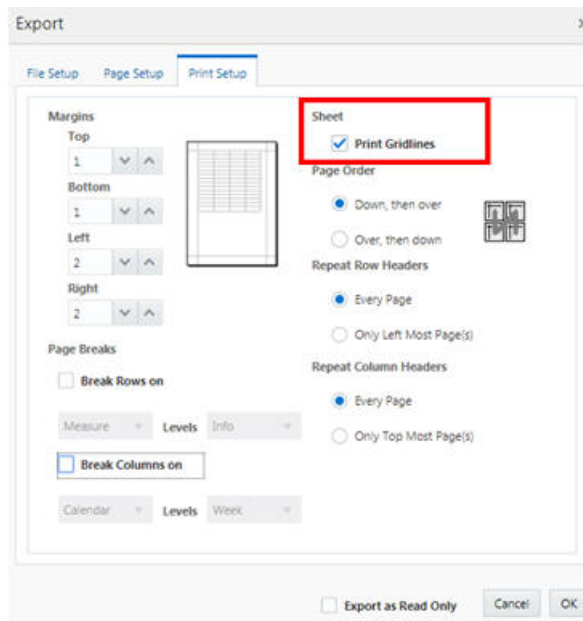 Export
File Setup Page Setup Print Setup
Margins
Top
1
Bottom
1
Left
2
Right
2
Page Breaks
Break Rows on
Measure Levels Info
Break Columns on
Calendar Levels Week
Sheet
Print Gridlines
Page Order
Down, then over
Over, then down
Repeat Row Headers
Every Page
Only Left Most Page(s)
Repeat Column Headers
Every Page
Only Top Most Page(s)
Export as Read Only Cancel OK